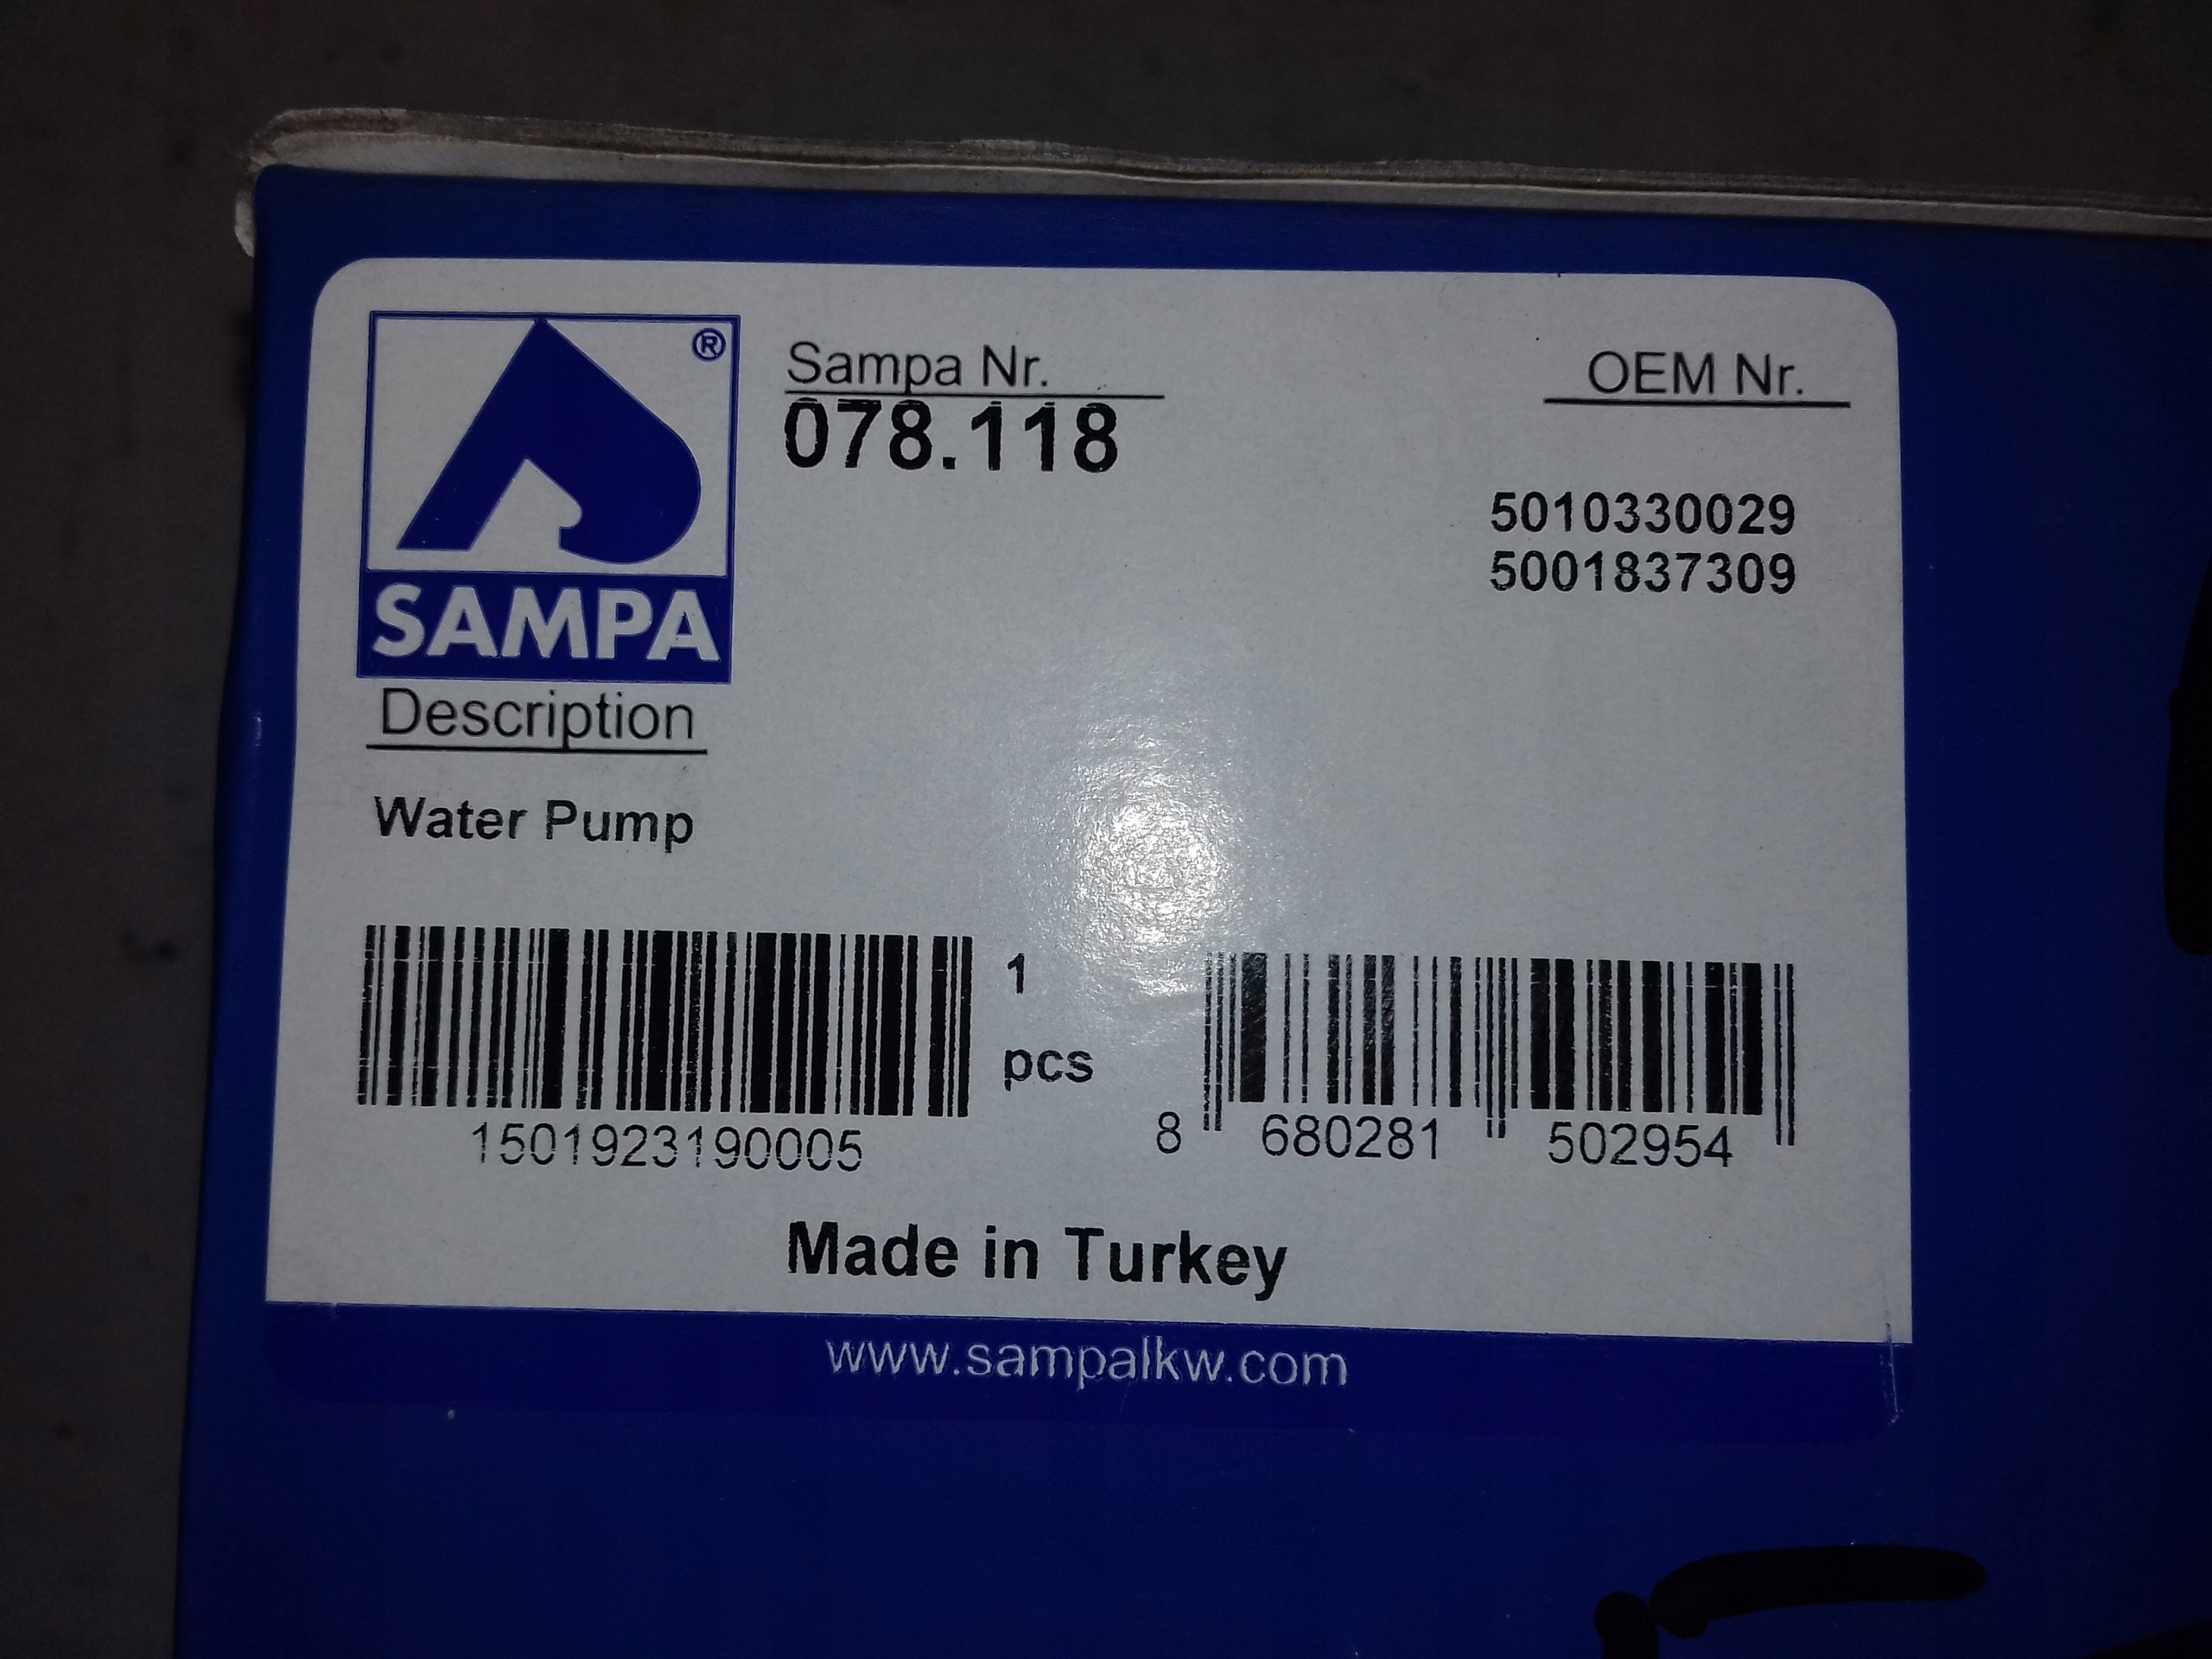 ®
SAMPA
Sampa Nr.
078.118
OEM Nr.
5010330029
5001837309
Description
Water Pump
1501923190005
1
pcs
8 680281 502954
Made in Turkey
www.sampalkw.com